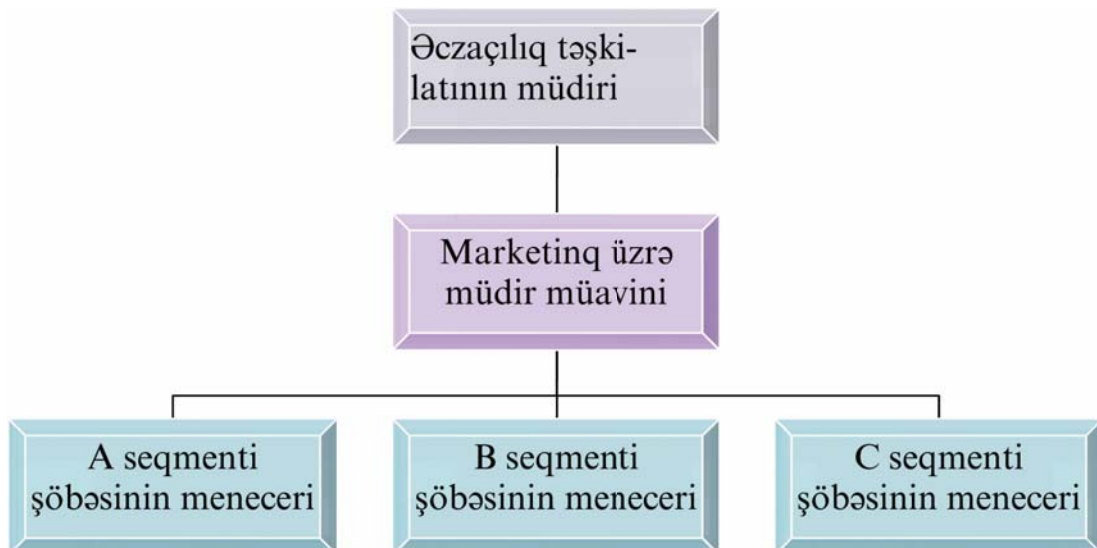 Əczaçılıq təşki-
latının müdiri
Marketinq üzrə
müdir müavini
A seqmenti
şöbəsinin meneceri
B seqmenti
şöbəsinin meneceri
C seqmenti
şöbəsinin meneceri